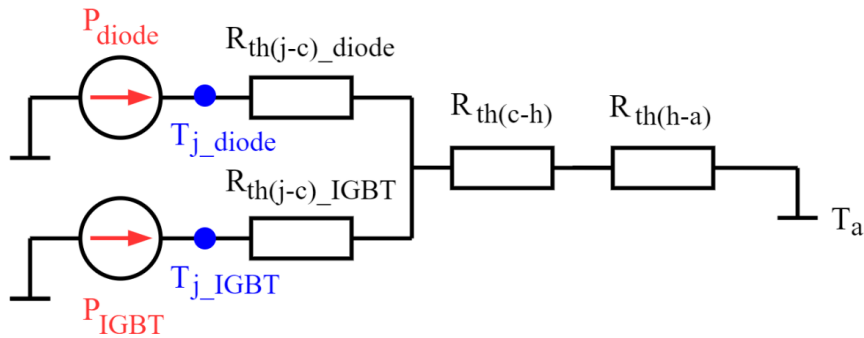 P_diode
R_th(j-c)_diode
T_j_diode
R_th(c-h)
R_th(h-a)
R_th(j-c)_IGBT
T_j_IGBT
P_IGBT
T_a